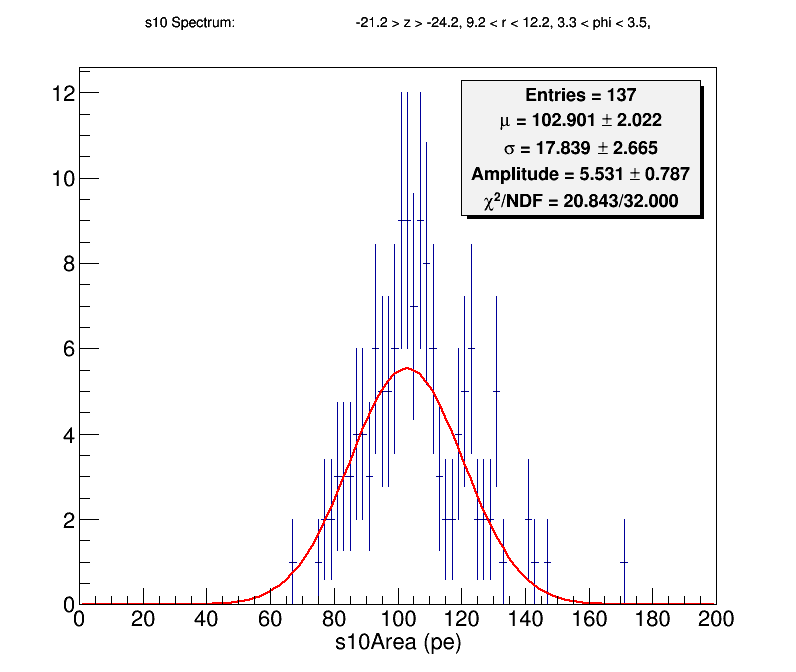 s10 Spectrum: -21.2 > z > -24.2, 9.2 < r < 12.2, 3.3 < phi < 3.5,
Entries = 137
μ = 102.901 ± 2.022
σ = 17.839 ± 2.665
Amplitude = 5.531 ± 0.787
χ²/NDF = 20.843/32.000
12
10
8
6
4
2
0
0 20 40 60 80 100 120 140 160 180 200
s10Area (pe)